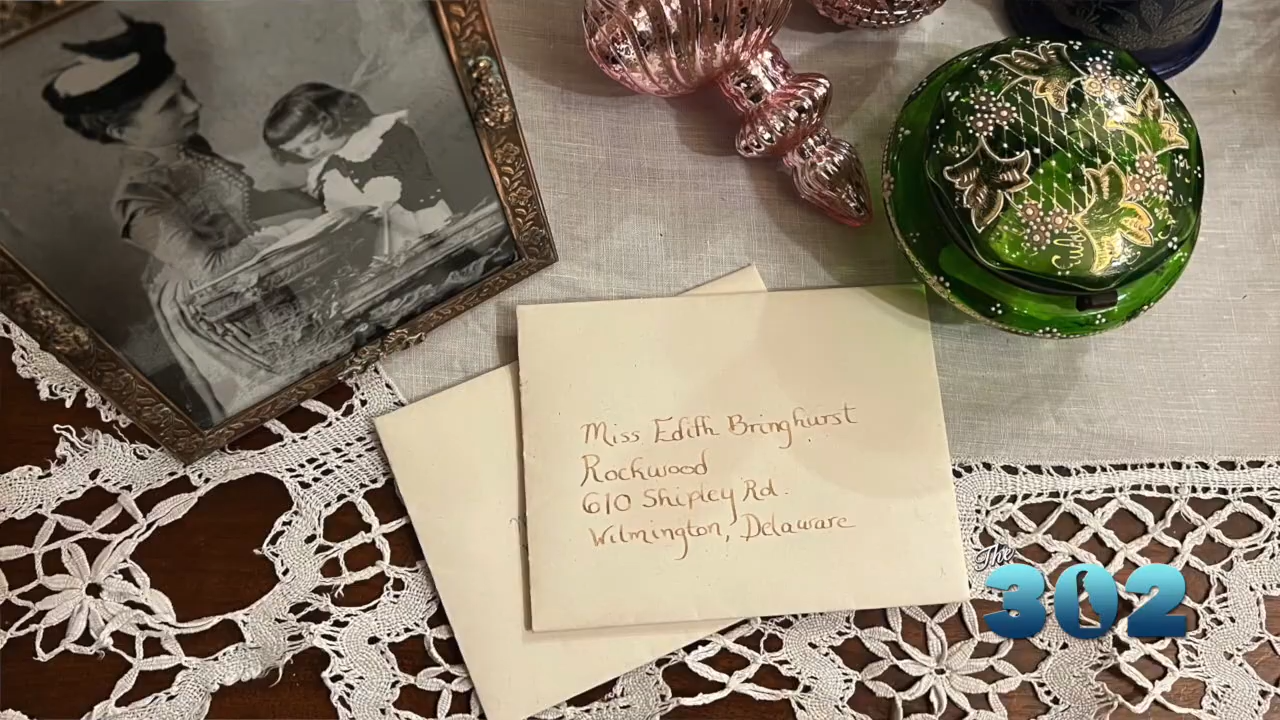 Miss Edith Bringhurst
Rockwood
610 Shipley Rd.
Wilmington, Delaware
The
302